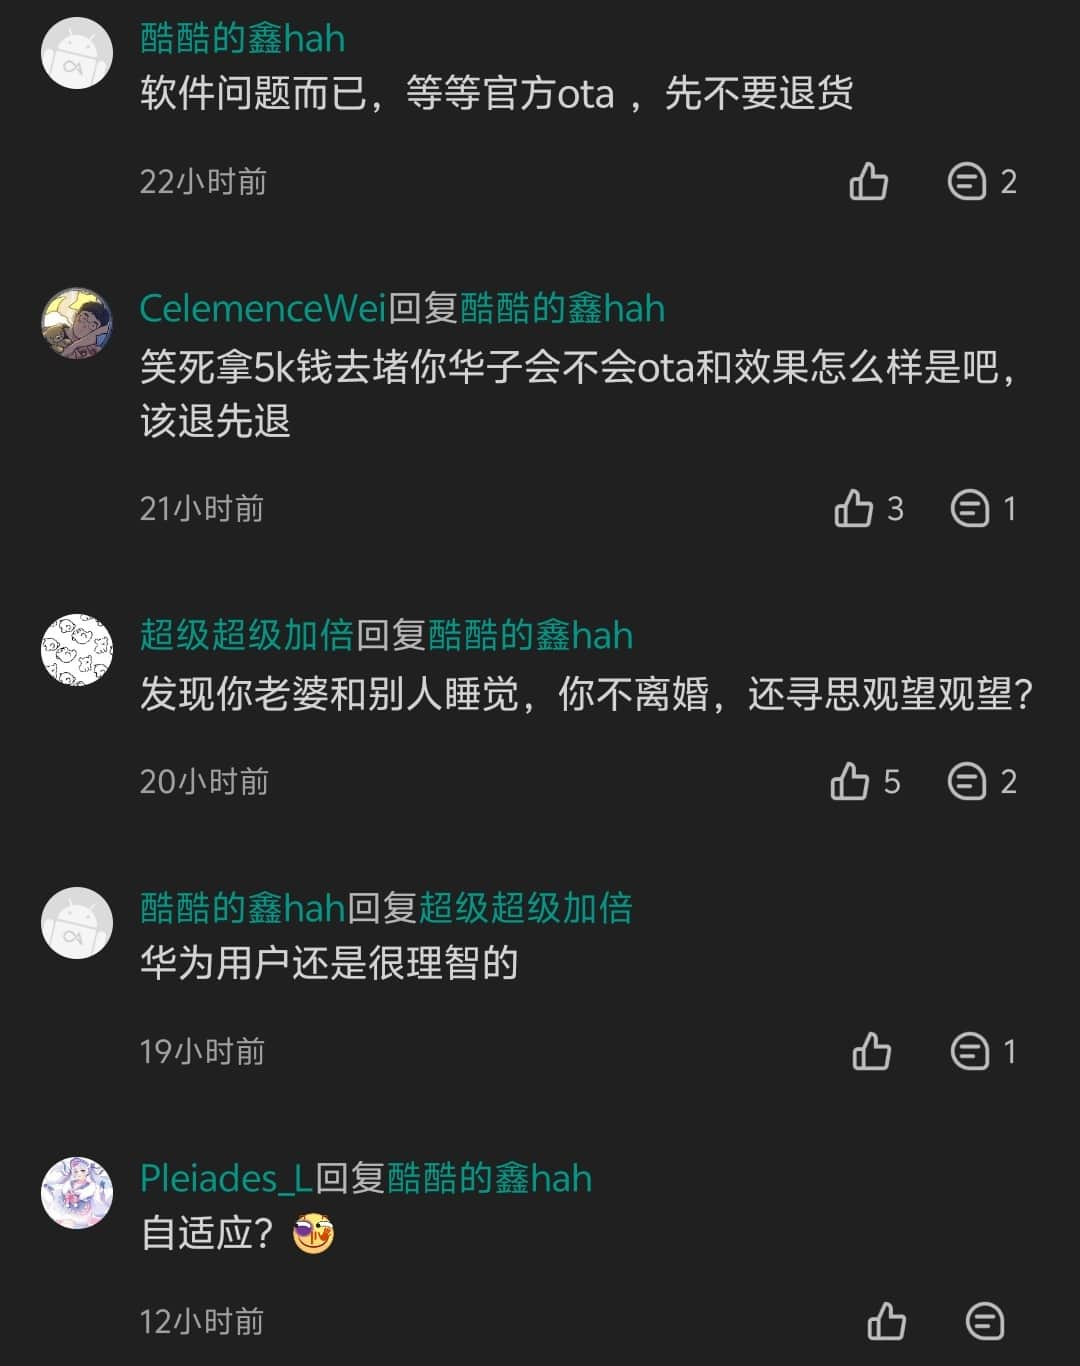 酷酷的鑫hah
软件问题而已，等等官方ota ，先不要退货
22小时前
2
CelemenceWei回复酷酷的鑫hah
笑死拿5k钱去堵你华子会不会ota和效果怎么样是吧，
该退先退
21小时前
3
1
超级超级加倍回复酷酷的鑫hah
发现你老婆和别人睡觉，你不离婚，还寻思观望观望？
20小时前
5
2
酷酷的鑫hah回复超级超级加倍
华为用户还是很理智的
19小时前
1
Pleiades_L回复酷酷的鑫hah
自适应？
12小时前